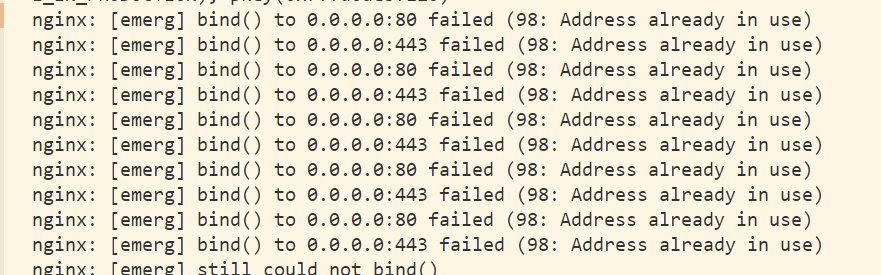 nginx: [emerg] bind() to 0.0.0.0:80 failed (98: Address already in use)
nginx: [emerg] bind() to 0.0.0.0:443 failed (98: Address already in use)
nginx: [emerg] bind() to 0.0.0.0:80 failed (98: Address already in use)
nginx: [emerg] bind() to 0.0.0.0:443 failed (98: Address already in use)
nginx: [emerg] bind() to 0.0.0.0:80 failed (98: Address already in use)
nginx: [emerg] bind() to 0.0.0.0:443 failed (98: Address already in use)
nginx: [emerg] bind() to 0.0.0.0:80 failed (98: Address already in use)
nginx: [emerg] bind() to 0.0.0.0:443 failed (98: Address already in use)
nginx: [emerg] bind() to 0.0.0.0:80 failed (98: Address already in use)
nginx: [emerg] bind() to 0.0.0.0:443 failed (98: Address already in use)
nginx: [emerg] still could not bind()